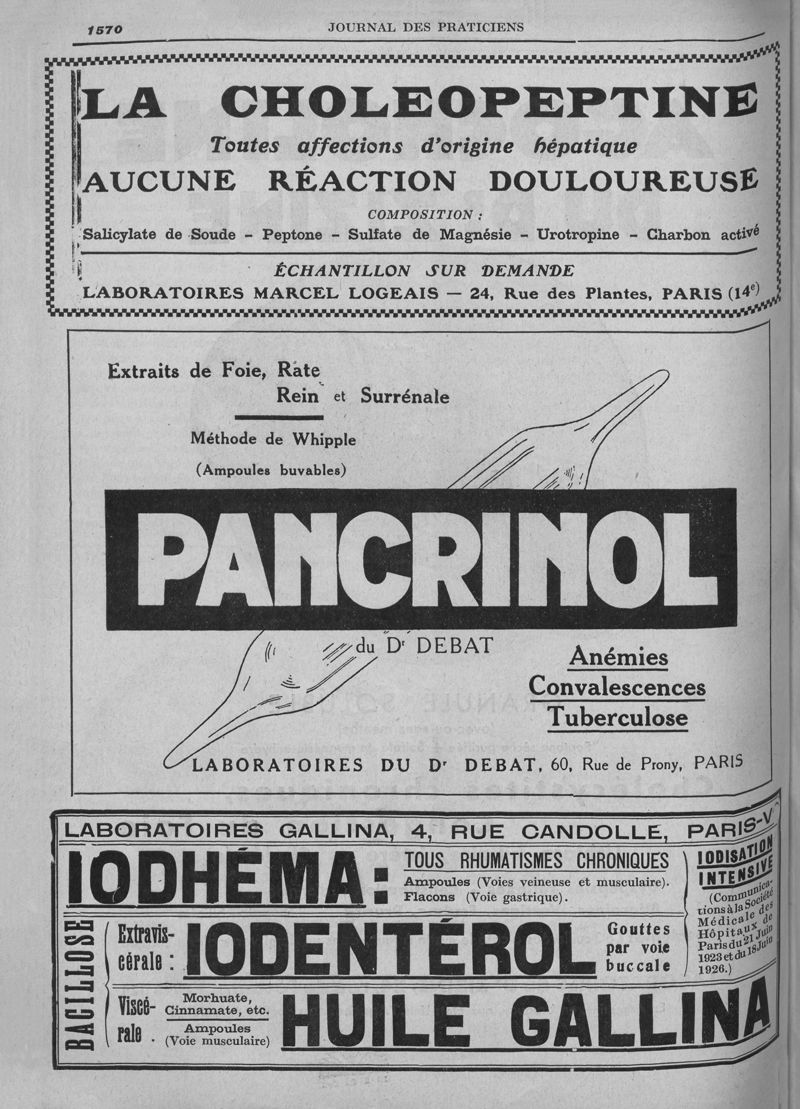 1570
JOURNAL DES PRATICIENS
LA CHOLEOPEPTINE
Toutes affections d'origine hépatique
AUCUNE RÉACTION DOULOUREUSE
COMPOSITION :
Salicylate de Soude - Peptone - Sulfate de Magnésie - Urotropine - Charbon activé
ÉCHANTILLON SUR DEMANDE
LABORATOIRES MARCEL LOGEAIS — 24, Rue des Plantes, PARIS (14e)
Extraits de Foie, Rate
Rein et Surrénale
Méthode de Whipple
(Ampoules buvables)
PANCRINOL
du Dr DEBAT
Anémies
Convalescences
Tuberculose
LABORATOIRES DU Dr DEBAT, 60, Rue de Prony, PARIS
LABORATOIRES GALLINA, 4, RUE CANDOLLE, PARIS-Ve
IODHÉMA :
TOUS RHUMATISMES CHRONIQUES
Ampoules (Voies veineuse et musculaire).
Flacons (Voie gastrique).
IODISATION
INTENSIVE
(Communica-
tions à la Société
Médicale des
Hôpitaux de
Paris du 21 Juin
1923 et du 18 Juin
1926.)
BACILLOSE
Extravis-
cérale :
IODENTÉROL
Gouttes
par voie
buccale
Viscé-
rale .
Morhuate,
Cinnamate, etc.
Ampoules
(Voie musculaire)
HUILE GALLINA